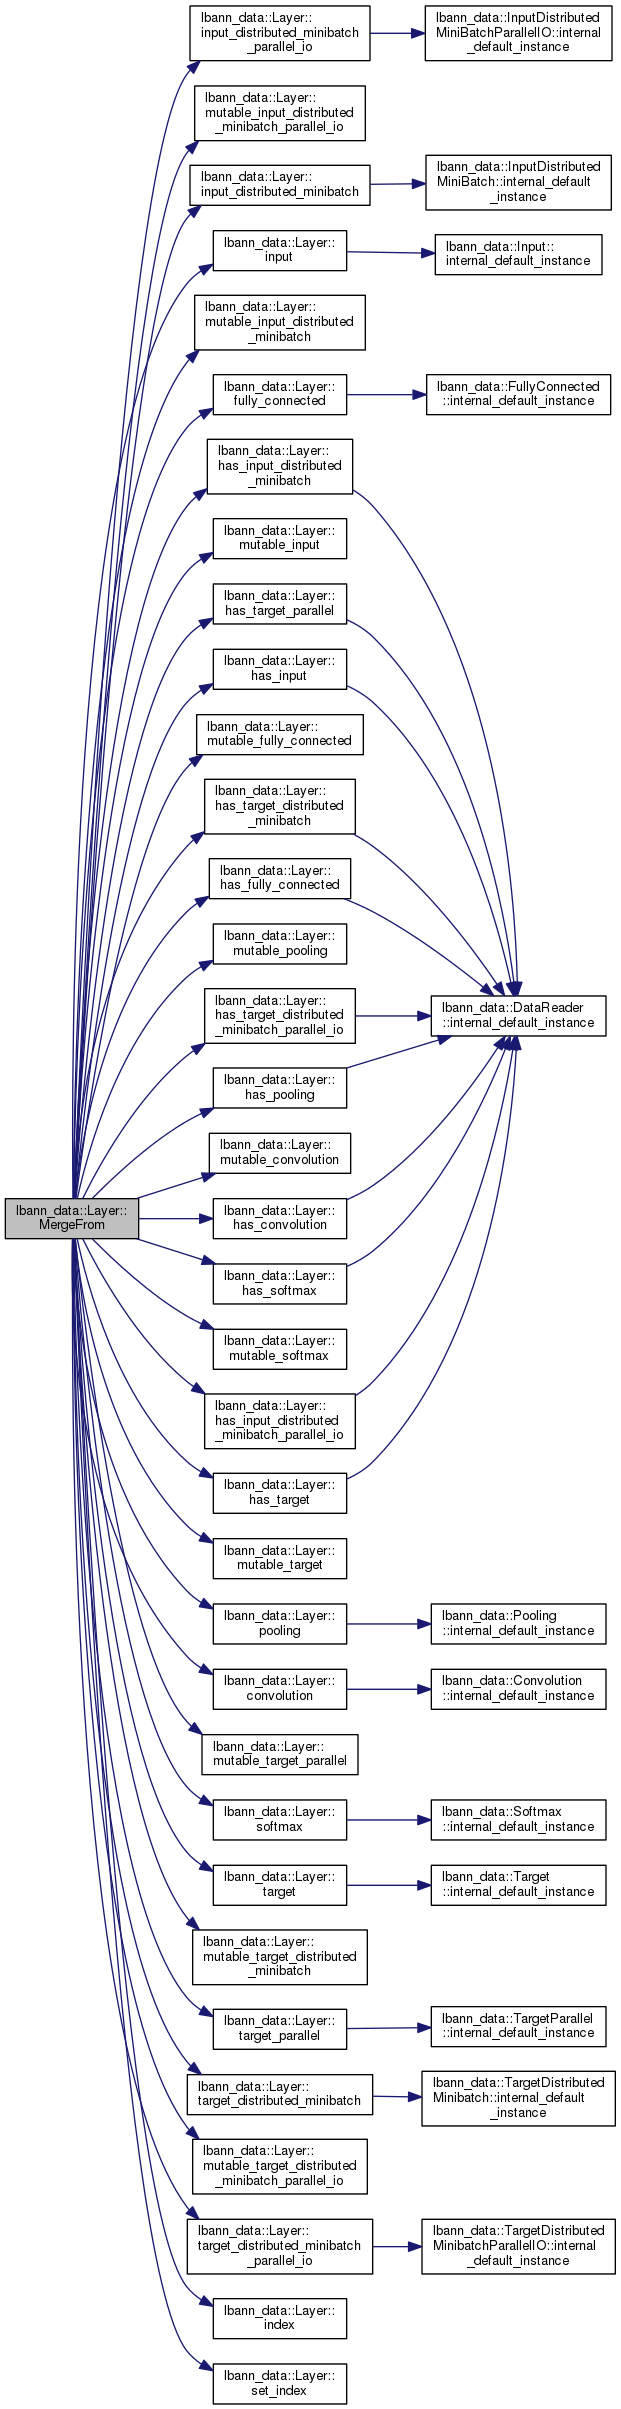 lbann_data::Layer::
input_distributed_minibatch
_parallel_io
lbann_data::InputDistributed
MiniBatchParallelIO::internal
_default_instance
lbann_data::Layer::
mutable_input_distributed
_minibatch_parallel_io
lbann_data::Layer::
input_distributed_minibatch
lbann_data::InputDistributed
MiniBatch::internal_default
_instance
lbann_data::Layer::
input
lbann_data::Input::
internal_default_instance
lbann_data::Layer::
mutable_input_distributed
_minibatch
lbann_data::Layer::
fully_connected
lbann_data::FullyConnected
::internal_default_instance
lbann_data::Layer::
has_input_distributed
_minibatch
lbann_data::Layer::
mutable_input
lbann_data::Layer::
has_target_parallel
lbann_data::Layer::
has_input
lbann_data::Layer::
mutable_fully_connected
lbann_data::Layer::
has_target_distributed
_minibatch
lbann_data::Layer::
has_fully_connected
lbann_data::Layer::
mutable_pooling
lbann_data::Layer::
has_target_distributed
_minibatch_parallel_io
lbann_data::DataReader
::internal_default_instance
lbann_data::Layer::
has_pooling
lbann_data::Layer::
mutable_convolution
lbann_data::Layer::
MergeFrom
lbann_data::Layer::
has_convolution
lbann_data::Layer::
has_softmax
lbann_data::Layer::
mutable_softmax
lbann_data::Layer::
has_input_distributed
_minibatch_parallel_io
lbann_data::Layer::
has_target
lbann_data::Layer::
mutable_target
lbann_data::Layer::
pooling
lbann_data::Pooling
::internal_default_instance
lbann_data::Layer::
convolution
lbann_data::Convolution
::internal_default_instance
lbann_data::Layer::
mutable_target_parallel
lbann_data::Layer::
softmax
lbann_data::Softmax
::internal_default_instance
lbann_data::Layer::
target
lbann_data::Target
::internal_default_instance
lbann_data::Layer::
mutable_target_distributed
_minibatch
lbann_data::Layer::
target_parallel
lbann_data::TargetParallel
::internal_default_instance
lbann_data::Layer::
target_distributed_minibatch
lbann_data::TargetDistributed
Minibatch::internal_default
_instance
lbann_data::Layer::
mutable_target_distributed
_minibatch_parallel_io
lbann_data::Layer::
target_distributed_minibatch
_parallel_io
lbann_data::TargetDistributed
MinibatchParallelIO::internal
_default_instance
lbann_data::Layer::
index
lbann_data::Layer::
set_index